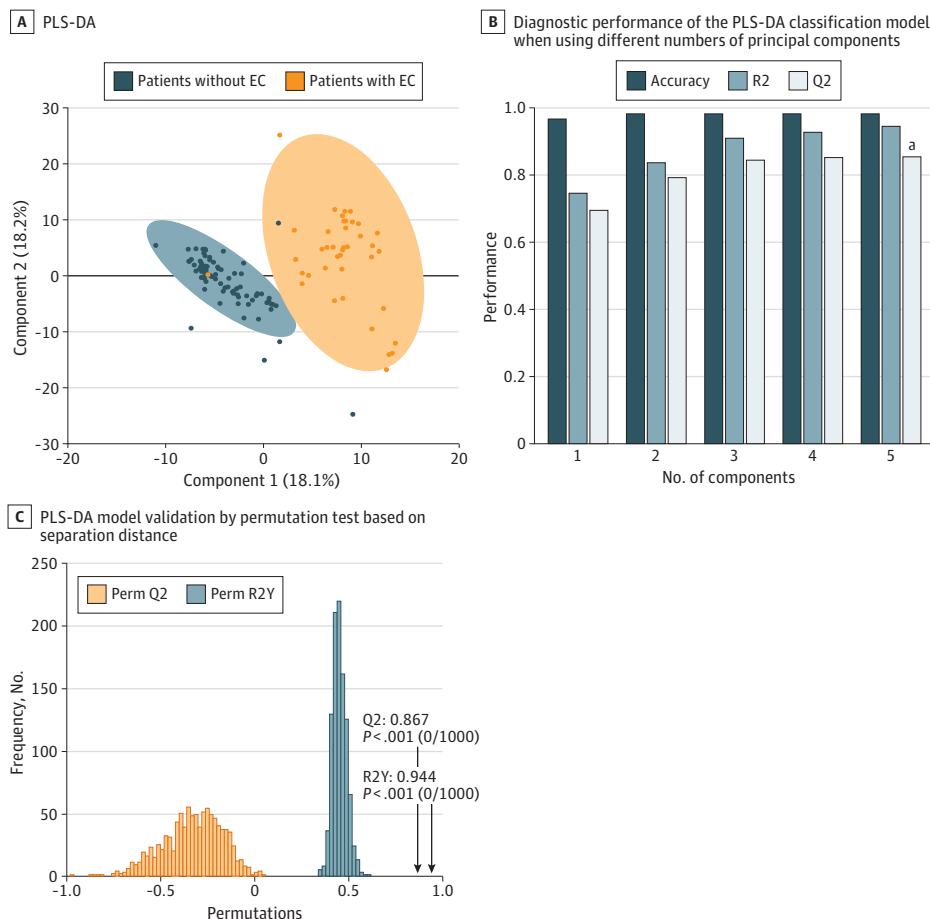 A PLS-DA
Patients without EC Patients with EC
30
20
10
0
-10
-20
-30
Component 2 (18.2%)
-20 -10 0 10 20
Component 1 (18.1%)
B Diagnostic performance of the PLS-DA classification model
when using different numbers of principal components
Accuracy R2 Q2
1.0
0.8
0.6
0.4
0.2
0
Performance
a
1 2 3 4 5
No. of components
C PLS-DA model validation by permutation test based on
separation distance
Perm Q2 Perm R2Y
250
200
150
100
50
0
Frequency, No.
Q2: 0.867
P < .001 (0/1000)
R2Y: 0.944
P < .001 (0/1000)
-1.0 -0.5 0 0.5 1.0
Permutations